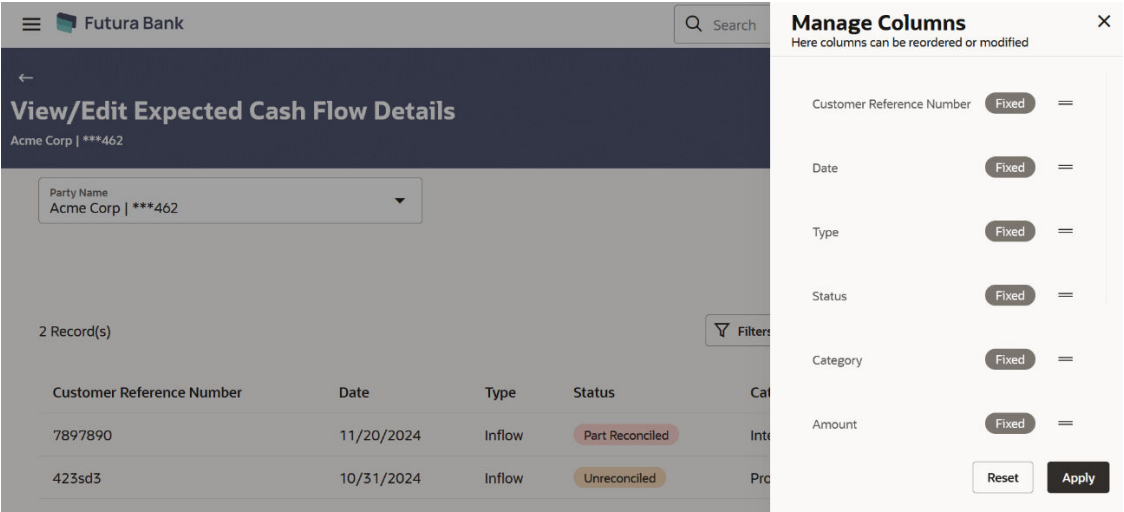 Futura Bank
Search
View/Edit Expected Cash Flow Details
Acme Corp | ***462
Party Name
Acme Corp | ***462
2 Record(s)
Filters
Customer Reference Number Date Type Status
7897890 11/20/2024 Inflow Part Reconciled
423sd3 10/31/2024 Inflow Unreconciled
Manage Columns
Here columns can be reordered or modified
Customer Reference Number Fixed
Date Fixed
Type Fixed
Status Fixed
Category Fixed
Amount Fixed
Reset Apply